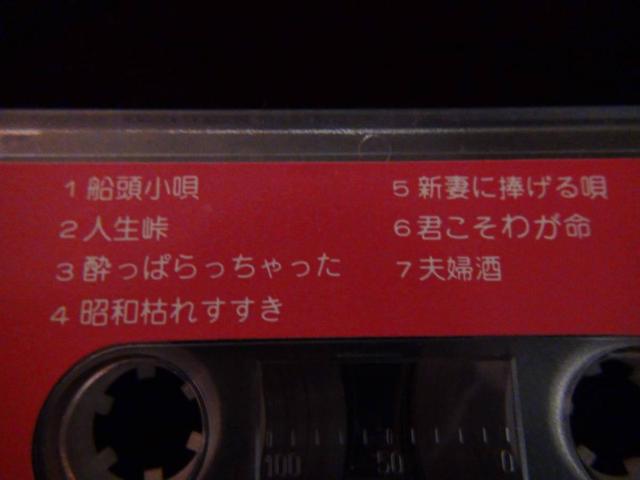 1 船頭小唄
2 人生峠
3 酔っぱらっちゃった
4 昭和枯れすすき
5 新妻に捧げる唄
6 君こそわが命
7 夫婦酒
100 50 0